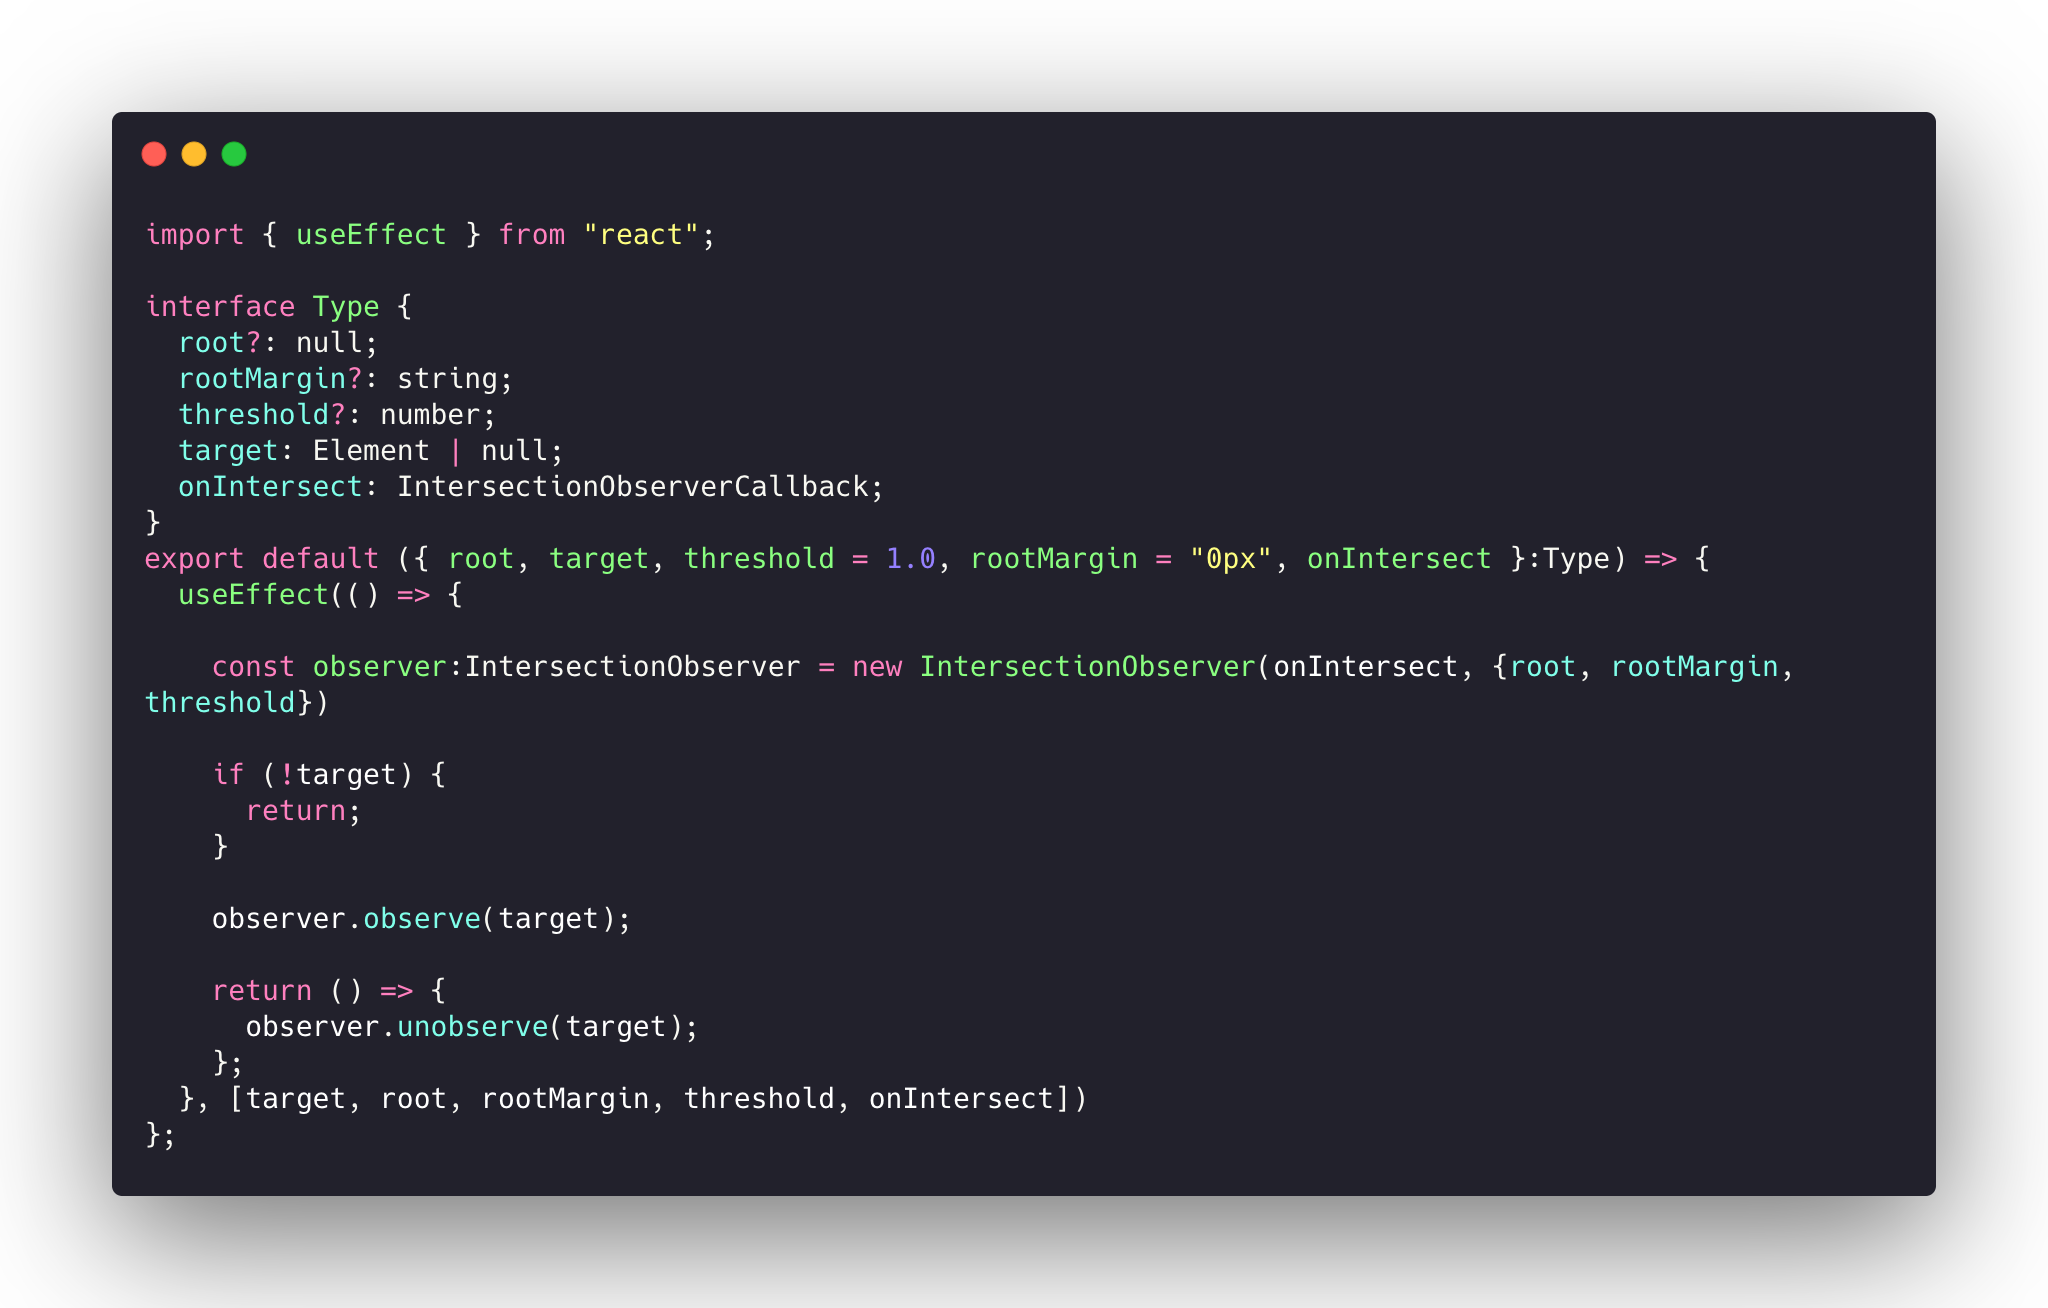 import { useEffect } from "react";
interface Type {
  root?: null;
  rootMargin?: string;
  threshold?: number;
  target: Element | null;
  onIntersect: IntersectionObserverCallback;
}
export default ({ root, target, threshold = 1.0, rootMargin = "0px", onIntersect }:Type) => {
  useEffect(() => {
    const observer:IntersectionObserver = new IntersectionObserver(onIntersect, {root, rootMargin,
threshold})
    if (!target) {
      return;
    }
    observer.observe(target);
    return () => {
      observer.unobserve(target);
    };
  }, [target, root, rootMargin, threshold, onIntersect])
};